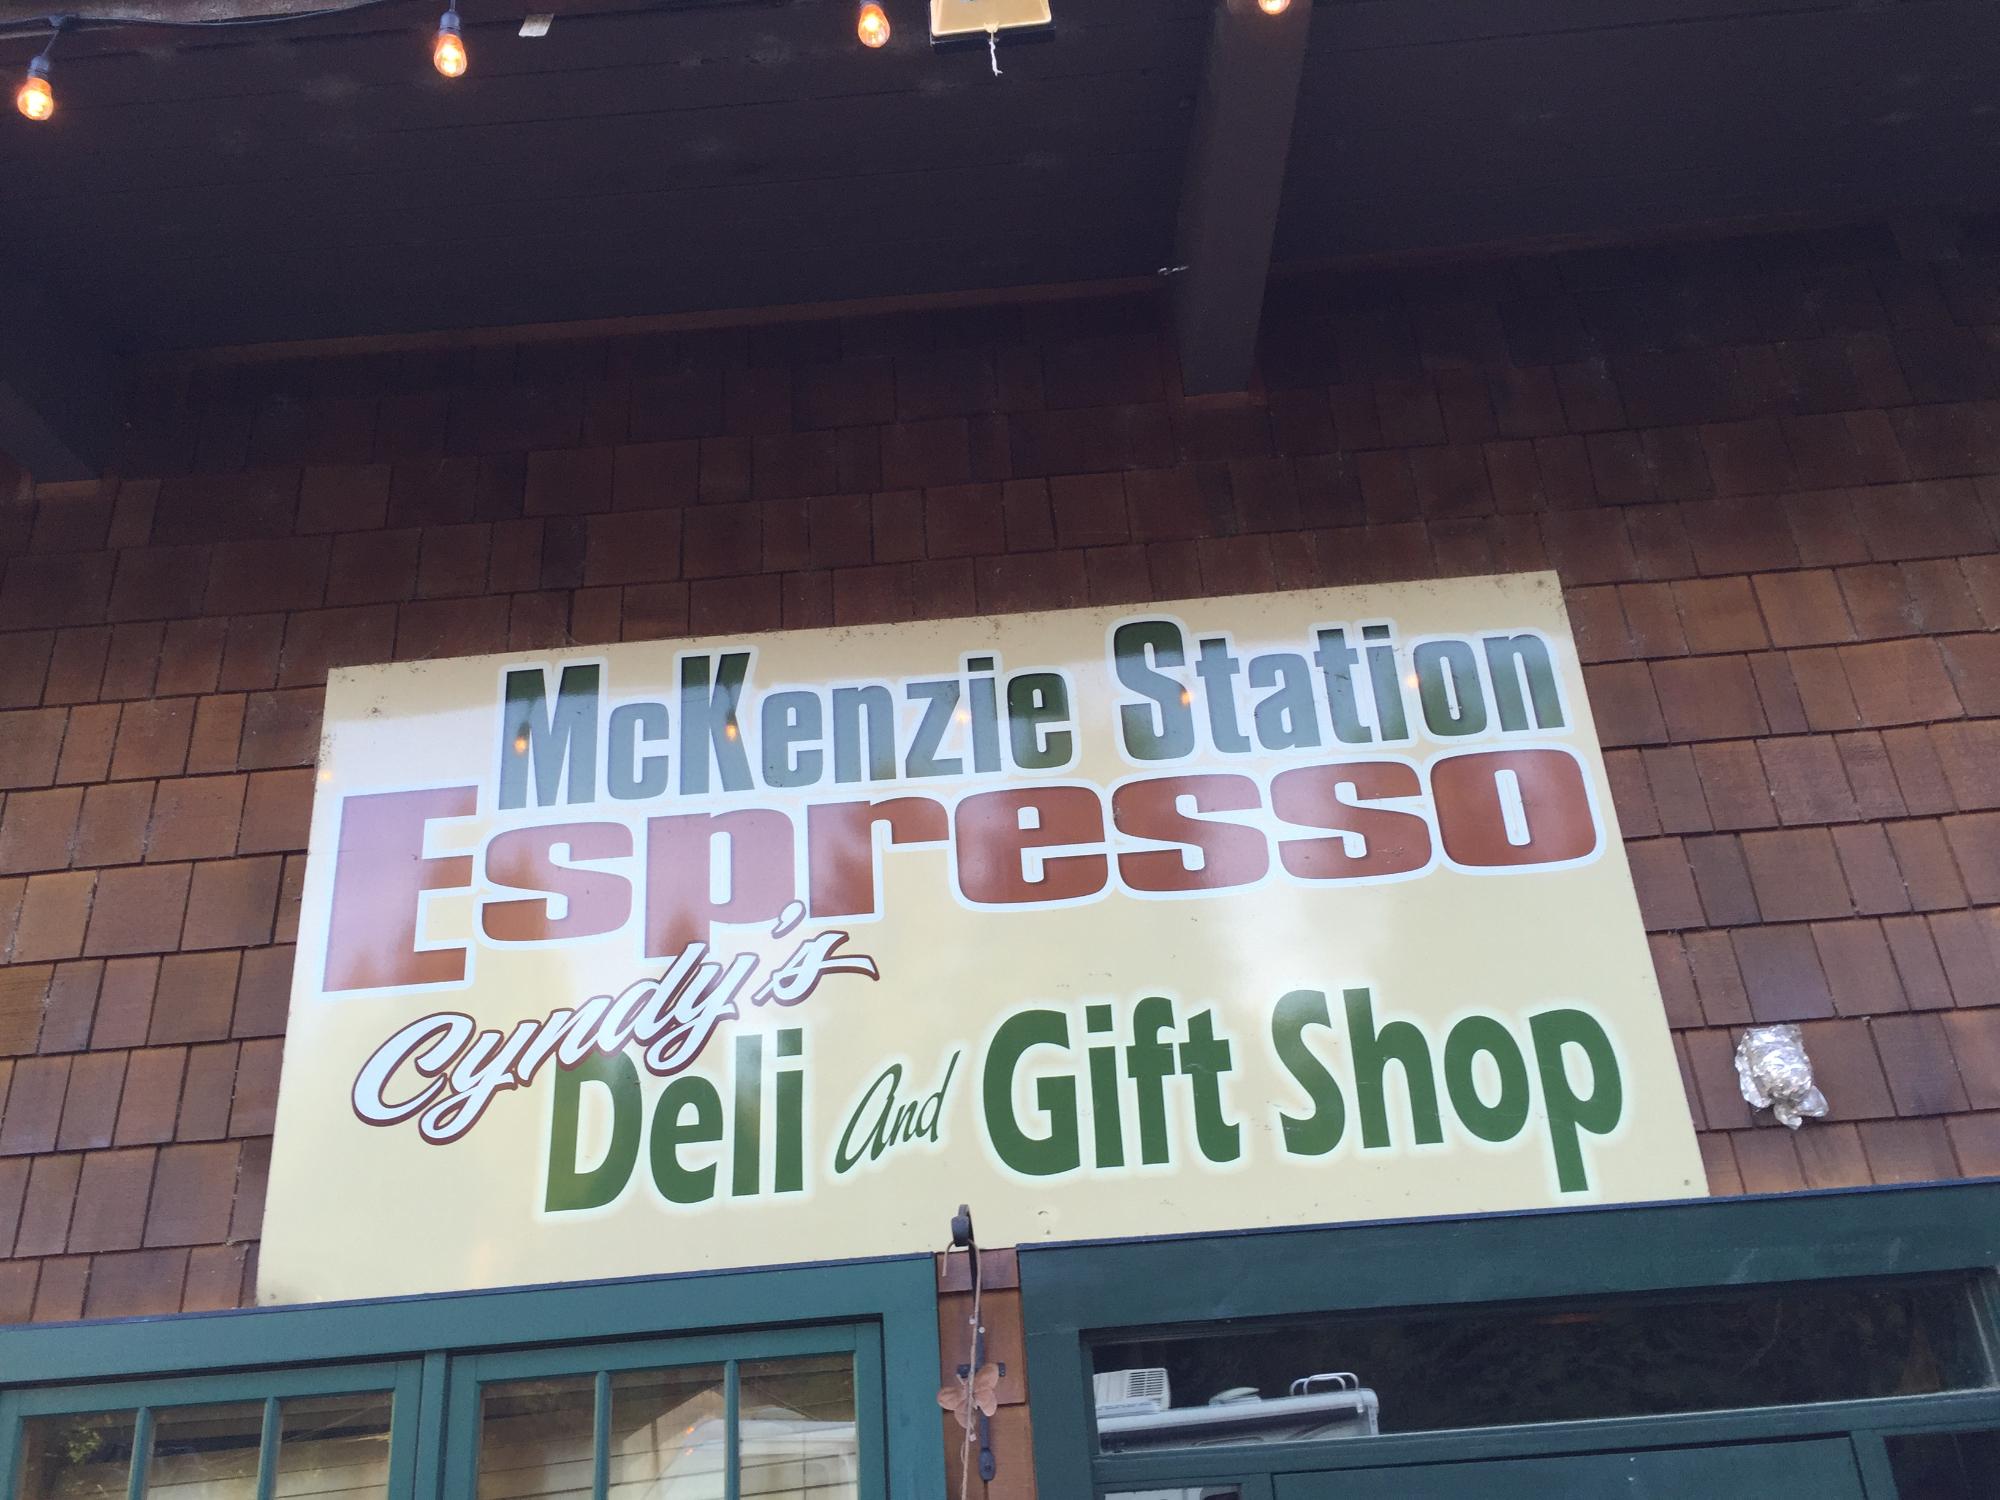 McKenzie Station
Espresso
Cyndy's
Deli And Gift Shop